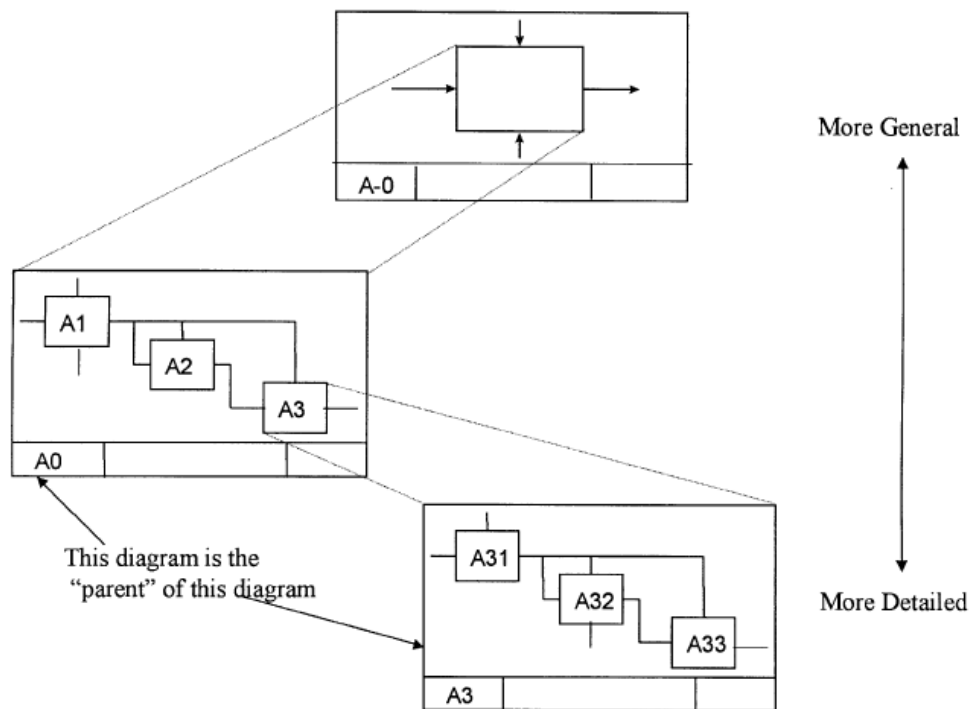 More General
A-0
A1
A2
A3
A0
This diagram is the
“parent” of this diagram
A31
A32
A33
More Detailed
A3